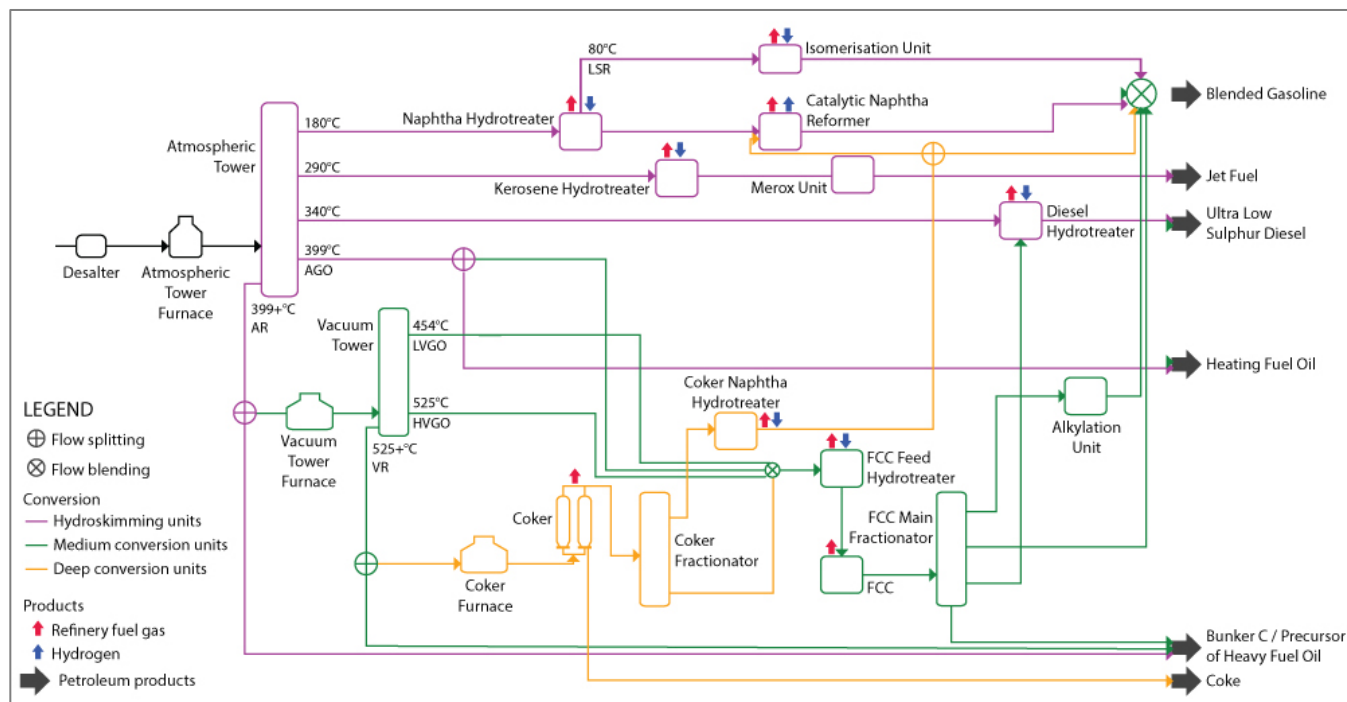 80°C
LSR
Isomerisation Unit
Blended Gasoline
Naphtha Hydrotreater
Catalytic Naphtha
Reformer
180°C
Atmospheric
Tower
290°C
Kerosene Hydrotreater
Merox Unit
Jet Fuel
340°C
Diesel
Hydrotreater
Ultra Low
Sulphur Diesel
399°C
AGO
Desalter
Atmospheric
Tower
Furnace
399+°C
AR
Vacuum
Tower
454°C
LVGO
Heating Fuel Oil
Coker Naphtha
Hydrotreater
Alkylation
Unit
LEGEND
Flow splitting
Flow blending
Conversion
Hydroskimming units
Medium conversion units
Deep conversion units
Products
Refinery fuel gas
Hydrogen
Petroleum products
Vacuum
Tower
Furnace
525°C
HVGO
525+°C
VR
FCC Feed
Hydrotreater
Coker
Coker
Fractionator
FCC Main
Fractionator
Coker
Furnace
FCC
Bunker C / Precursor
of Heavy Fuel Oil
Coke